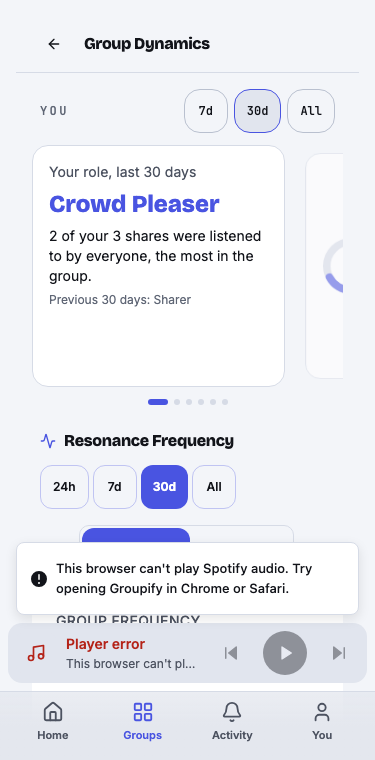 Group Dynamics
YOU
7d
30d
All
Your role, last 30 days
Crowd Pleaser
2 of your 3 shares were listened
to by everyone, the most in the
group.
Previous 30 days: Sharer
Resonance Frequency
24h
7d
30d
All
This browser can't play Spotify audio. Try
opening Groupify in Chrome or Safari.
GROUP FREQUENCY
Player error
This browser can't pl...
Home
Groups
Activity
You